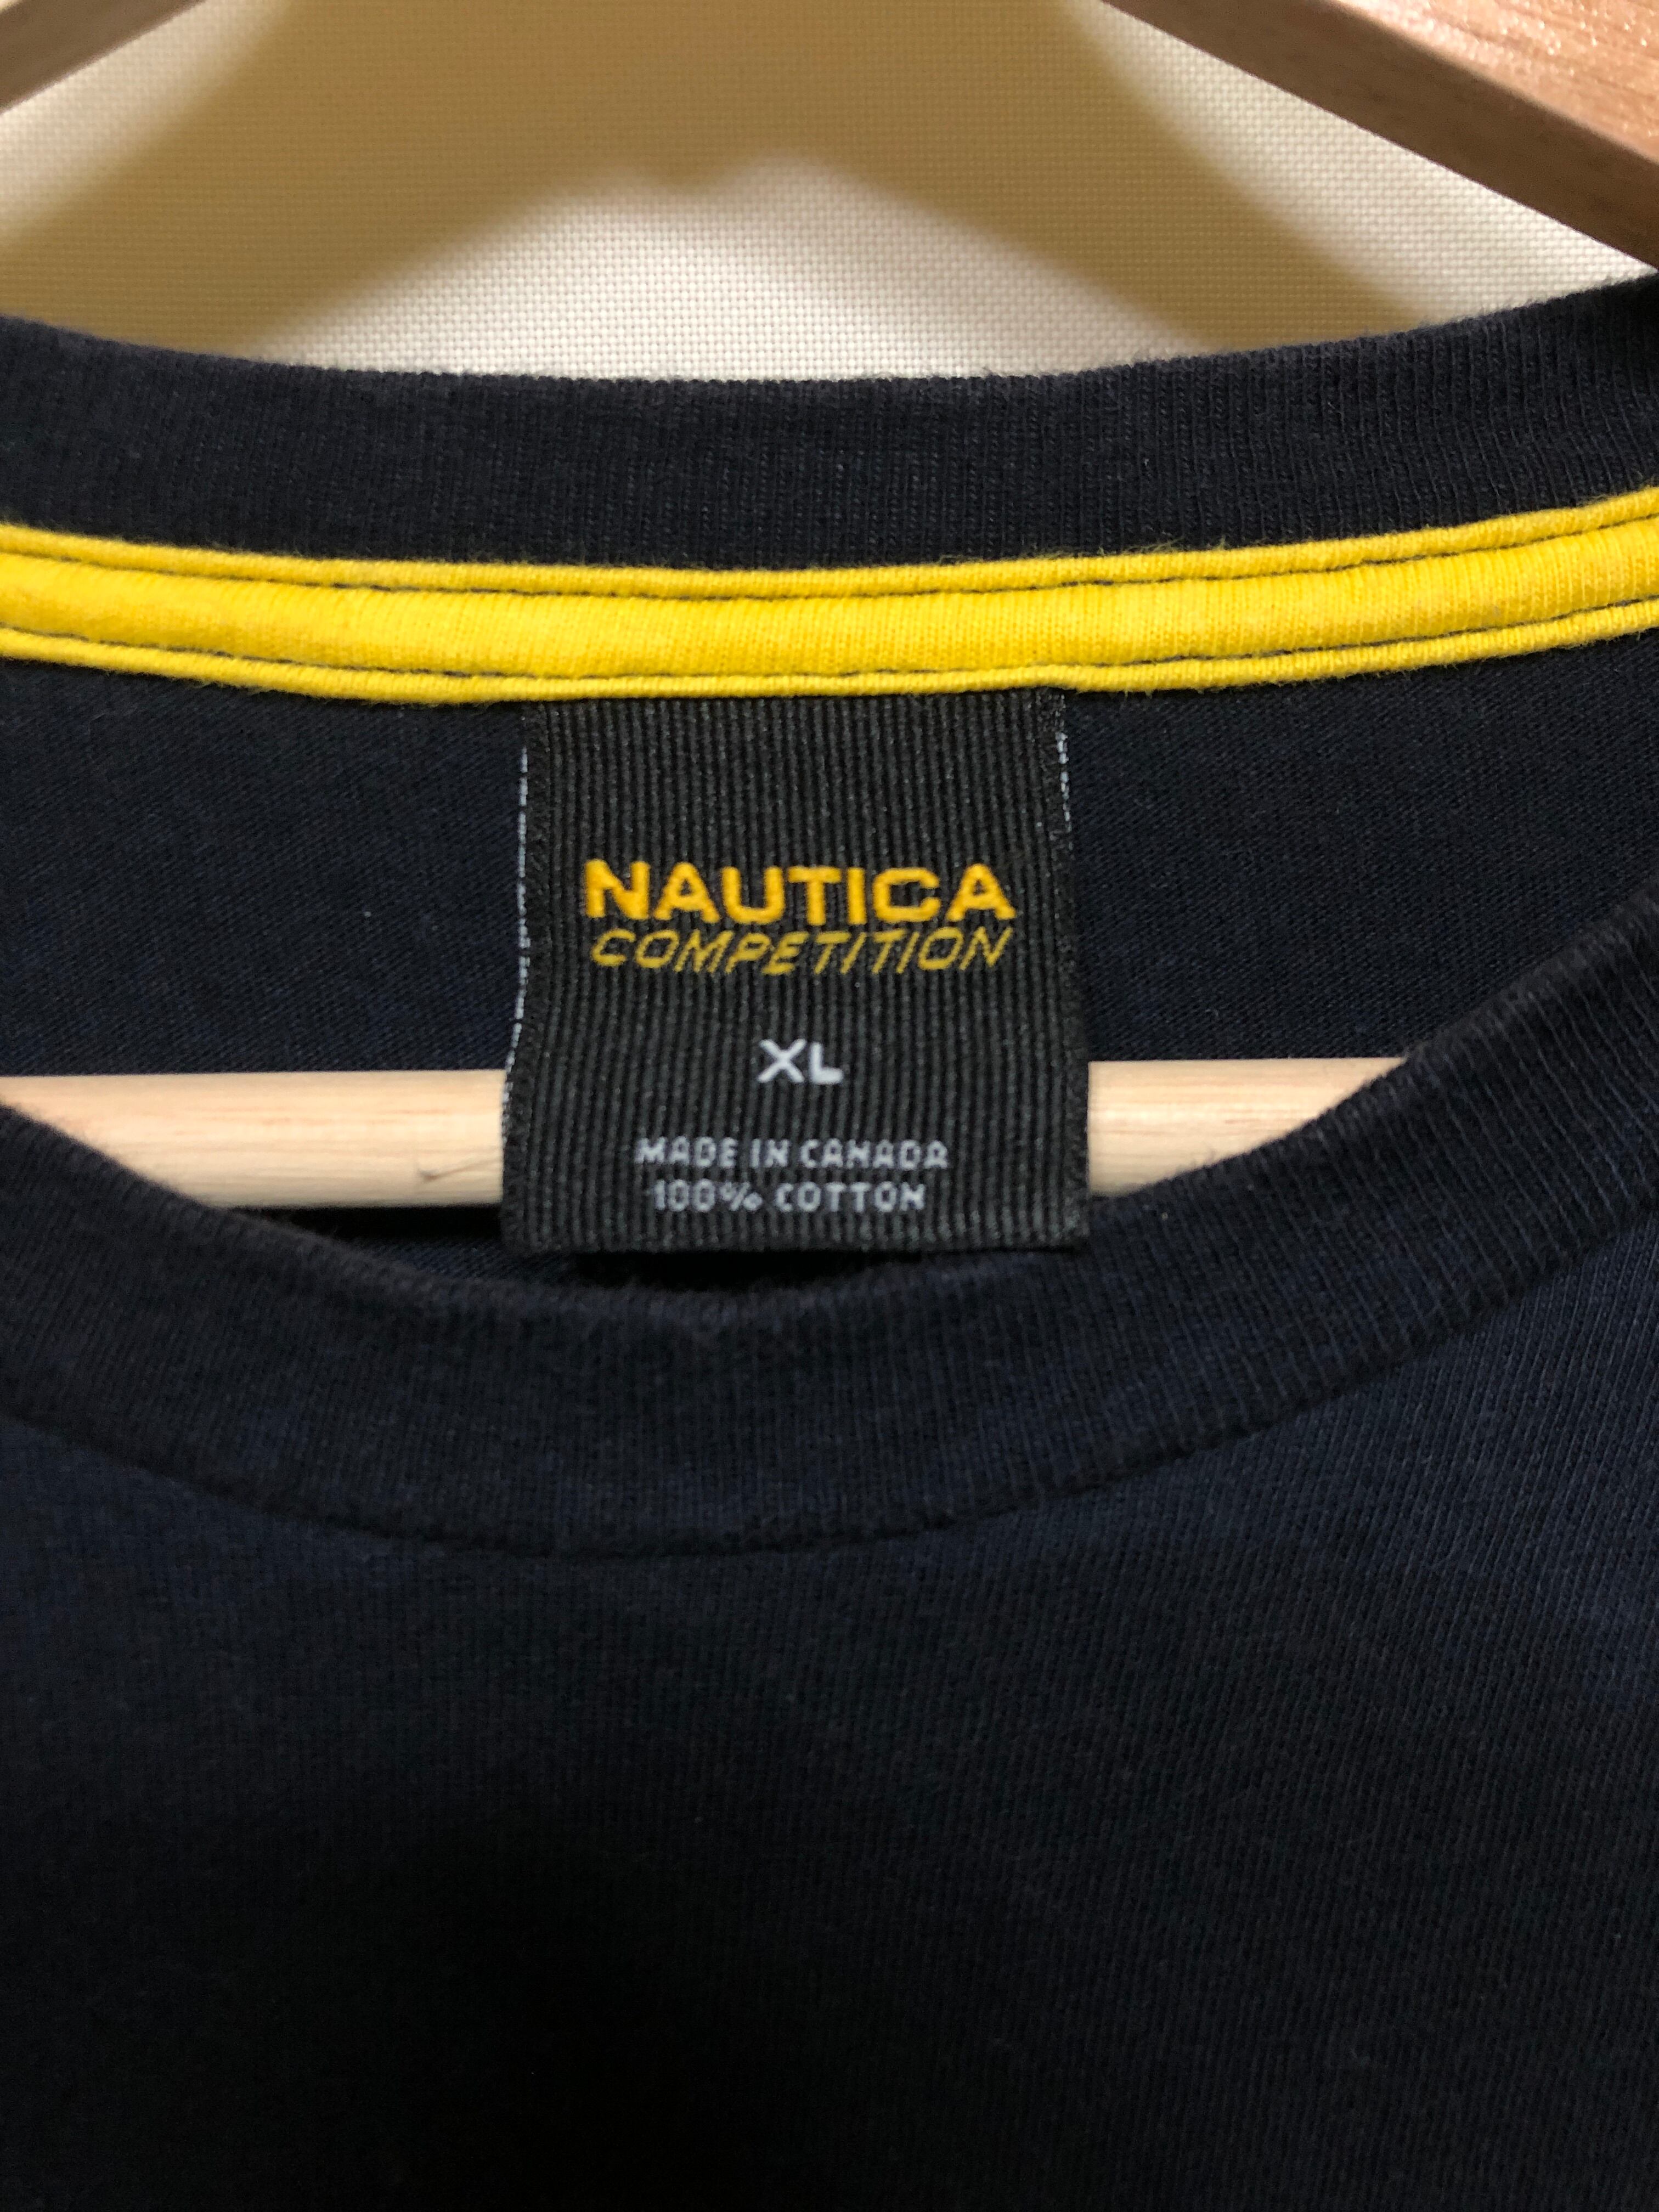 NAUTICA
COMPETITION
XL
MADE IN CANADA
100% COTTON